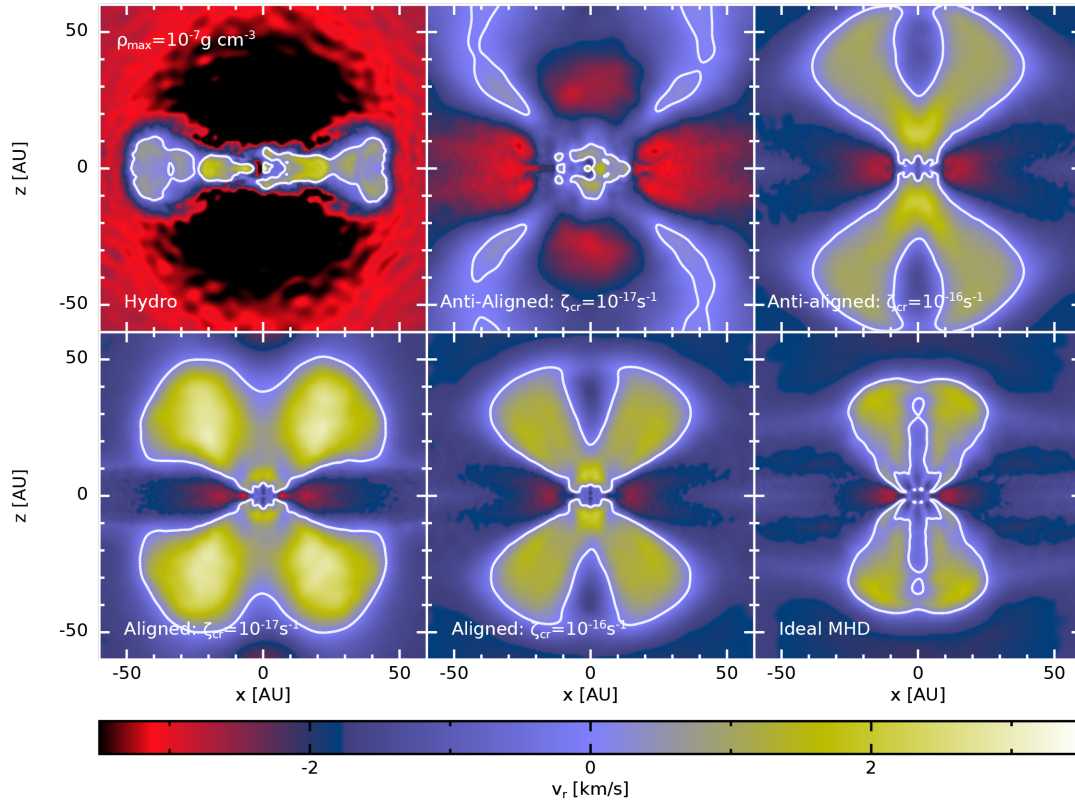 ρmax=10⁻⁷g cm⁻³
Hydro
Anti-Aligned: ζcr=10⁻¹⁷s⁻¹
Anti-aligned: ζcr=10⁻¹⁶s⁻¹
50
0
-50
z [AU]
Aligned: ζcr=10⁻¹⁷s⁻¹
Aligned: ζcr=10⁻¹⁶s⁻¹
Ideal MHD
50
0
-50
z [AU]
-50 0 50 -50 0 50 -50 0 50
x [AU] x [AU] x [AU]
-2 0 2
vr [km/s]